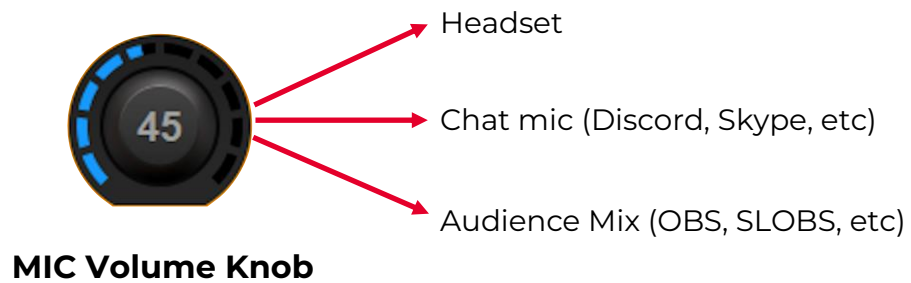 Headset
45
Chat mic (Discord, Skype, etc)
Audience Mix (OBS, SLOBS, etc)
MIC Volume Knob